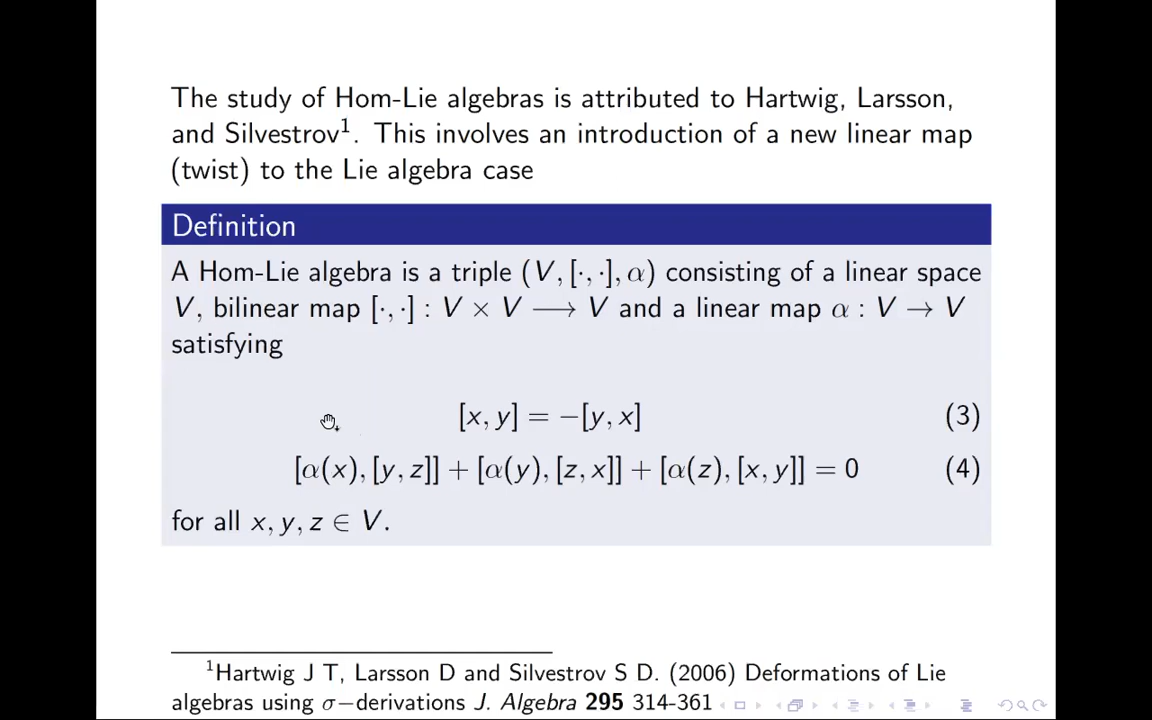 The study of Hom-Lie algebras is attributed to Hartwig, Larsson,
and Silvestrov¹. This involves an introduction of a new linear map
(twist) to the Lie algebra case
Definition
A Hom-Lie algebra is a triple (V, [·, ·], α) consisting of a linear space
V, bilinear map [·, ·] : V × V ⟶ V and a linear map α : V → V
satisfying
[x, y] = −[y, x] (3)
[α(x), [y, z]] + [α(y), [z, x]] + [α(z), [x, y]] = 0 (4)
for all x, y, z ∈ V.
¹Hartwig J T, Larsson D and Silvestrov S D. (2006) Deformations of Lie
algebras using σ−derivations J. Algebra 295 314-361